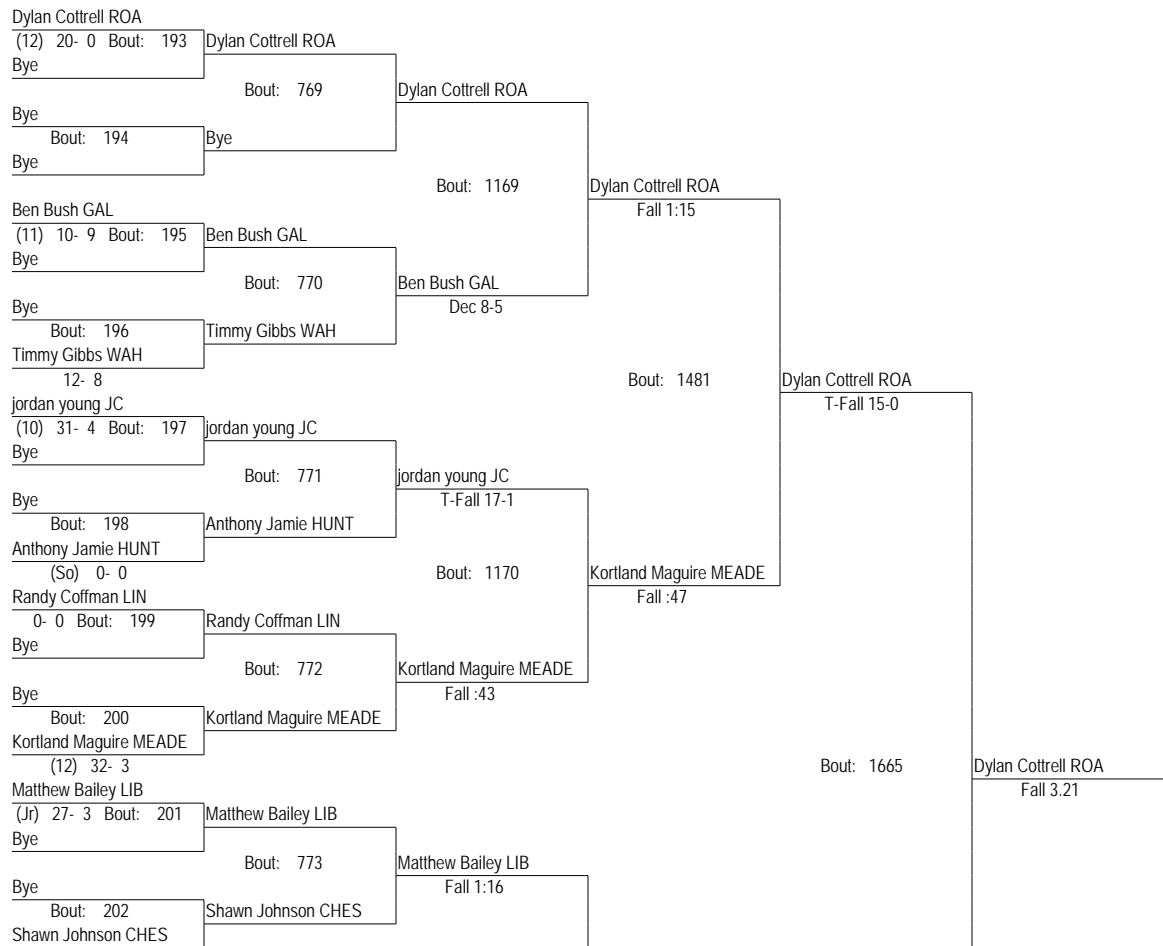 Dylan Cottrell ROA
(12) 20- 0 Bout: 193 Dylan Cottrell ROA
Bye
Bout: 769 Dylan Cottrell ROA
Bye
Bout: 194 Bye
Bye
Bout: 1169 Dylan Cottrell ROA
Fall 1:15
Ben Bush GAL
(11) 10- 9 Bout: 195 Ben Bush GAL
Bye
Bout: 770 Ben Bush GAL
Dec 8-5
Bye
Bout: 196 Timmy Gibbs WAH
Timmy Gibbs WAH
12- 8
Bout: 1481 Dylan Cottrell ROA
T-Fall 15-0
jordan young JC
(10) 31- 4 Bout: 197 jordan young JC
Bye
Bout: 771 jordan young JC
T-Fall 17-1
Bye
Bout: 198 Anthony Jamie HUNT
Anthony Jamie HUNT
(So) 0- 0
Bout: 1170 Kortland Maguire MEADE
Fall :47
Randy Coffman LIN
0- 0 Bout: 199 Randy Coffman LIN
Bye
Bout: 772 Kortland Maguire MEADE
Fall :43
Bye
Bout: 200 Kortland Maguire MEADE
Kortland Maguire MEADE
(12) 32- 3
Bout: 1665 Dylan Cottrell ROA
Fall 3.21
Matthew Bailey LIB
(Jr) 27- 3 Bout: 201 Matthew Bailey LIB
Bye
Bout: 773 Matthew Bailey LIB
Fall 1:16
Bye
Bout: 202 Shawn Johnson CHES
Shawn Johnson CHES